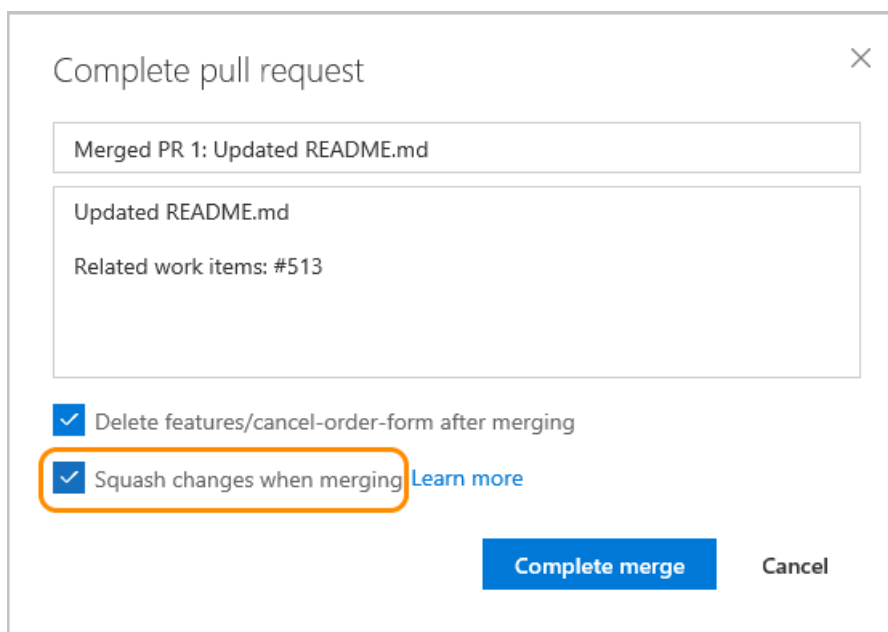 Complete pull request
Merged PR 1: Updated README.md
Updated README.md
Related work items: #513
Delete features/cancel-order-form after merging
Squash changes when merging Learn more
Complete merge Cancel